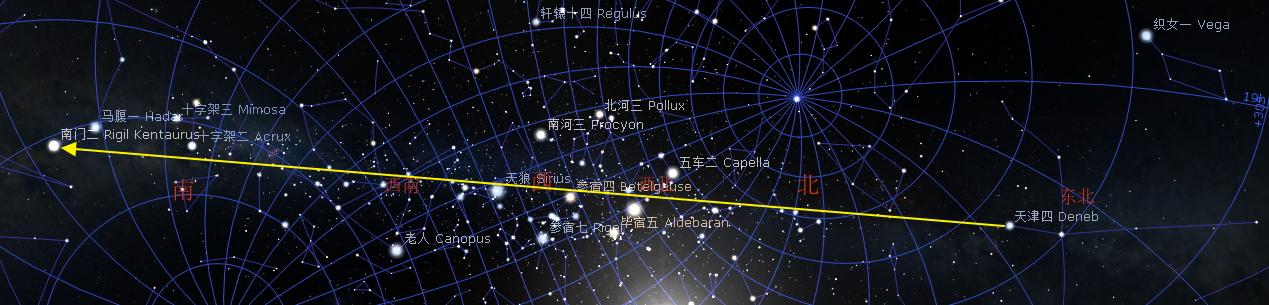 轩辕十四 Regulus
织女一 Vega
19h
+30°
北河三 Pollux
十字架三 Mimosa
马腹一 Hadar
南河三 Procyon
南门二 Rigil Kentaurus
十字架二 Acrux
五车二 Capella
天狼 Sirius
参宿四 Betelgeuse
南
西南
西
西北
北
东北
天津四 Deneb
毕宿五 Aldebaran
参宿七 Rigel
老人 Canopus